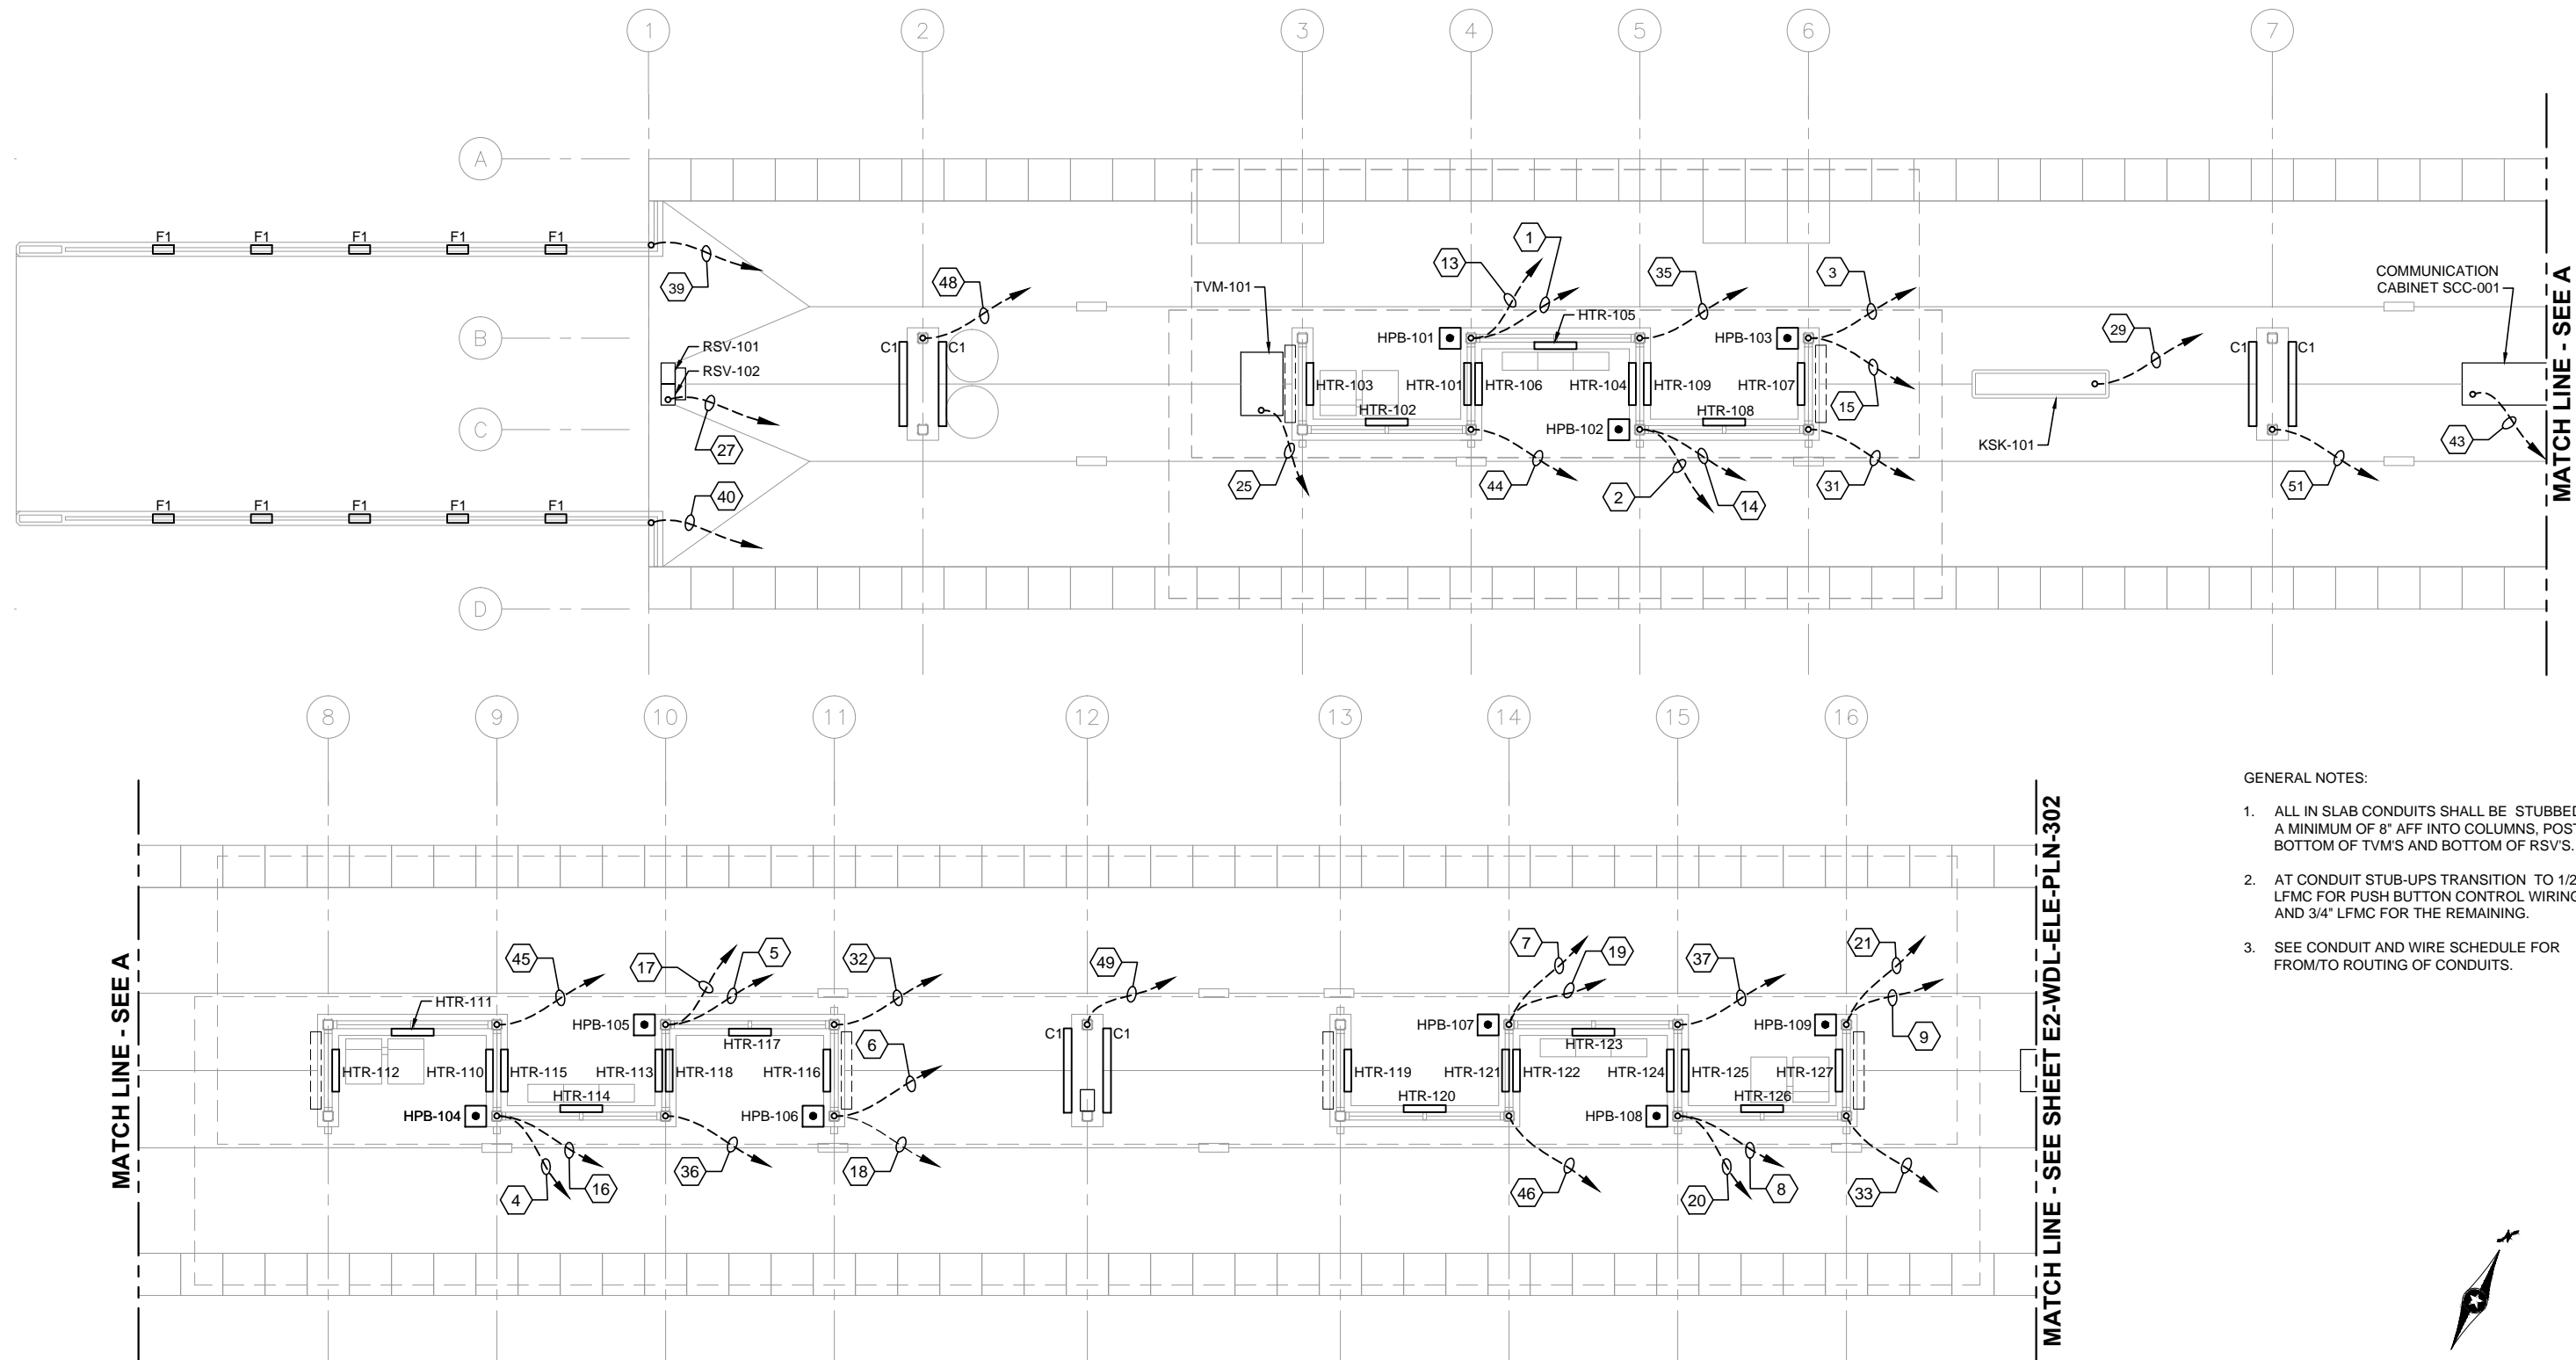 1 2 3 4 5 6 7
A
B
C
D
F1 F1 F1 F1 F1
39
48
13
1
35
3
COMMUNICATION
CABINET SCC-001
TVM-101
HTR-105
HPB-101
HPB-103
29
RSV-101
RSV-102
C1 C1
C1 C1
HTR-103
HTR-101
HTR-106
HTR-104
HTR-109
HTR-107
HTR-102
HTR-108
15
HPB-102
KSK-101
43
27
25
44
2
14
31
51
40
F1 F1 F1 F1 F1
MATCH LINE - SEE A
8 9 10 11 12 13 14 15 16
MATCH LINE - SEE A
45
17
5
32
49
7
19
37
21
HTR-111
HPB-105
HPB-107
HPB-109
HTR-117
6
C1 C1
HTR-123
9
HTR-112
HTR-110
HTR-115
HTR-113
HTR-118
HTR-116
HTR-119
HTR-121
HTR-122
HTR-124
HTR-125
HTR-127
HTR-114
HTR-120
HTR-126
HPB-104
HPB-106
HPB-108
4
16
36
18
46
20
8
33
MATCH LINE - SEE SHEET E2-WDL-ELE-PLN-302
GENERAL NOTES:
1. ALL IN SLAB CONDUITS SHALL BE STUBBED
A MINIMUM OF 8" AFF INTO COLUMNS, POST
BOTTOM OF TVM'S AND BOTTOM OF RSV'S.
2. AT CONDUIT STUB-UPS TRANSITION TO 1/2
LFMC FOR PUSH BUTTON CONTROL WIRING
AND 3/4" LFMC FOR THE REMAINING.
3. SEE CONDUIT AND WIRE SCHEDULE FOR
FROM/TO ROUTING OF CONDUITS.